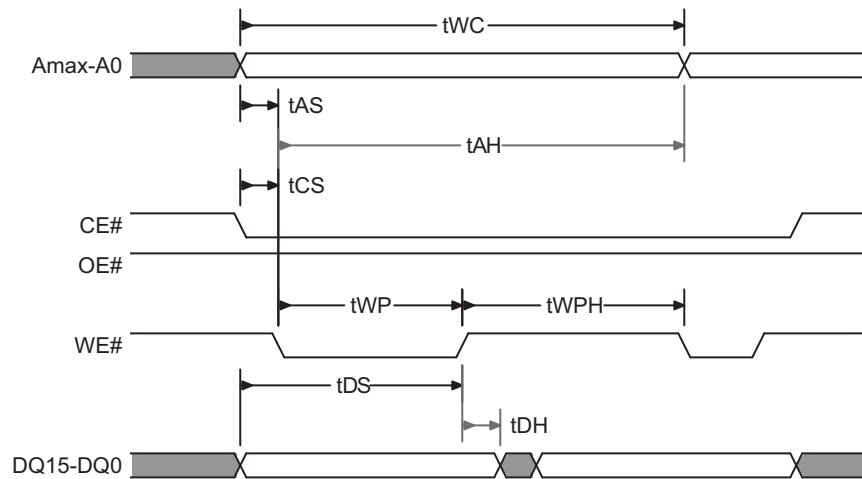 tWC
Amax-A0
tAS
tAH
tCS
CE#
OE#
tWP
tWPH
WE#
tDS
tDH
DQ15-DQ0